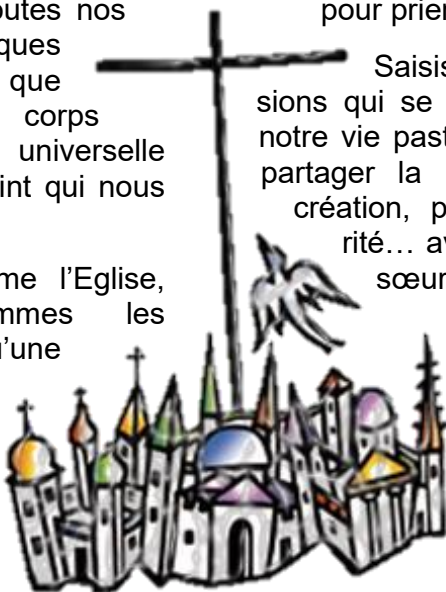 outes nos
ques
que
corps
universelle
int qui nous
me l’Eglise,
mmes les
u’une
pour prier
Saisis
sions qui se
notre vie past
partager la
création, p
rité… av
sœur